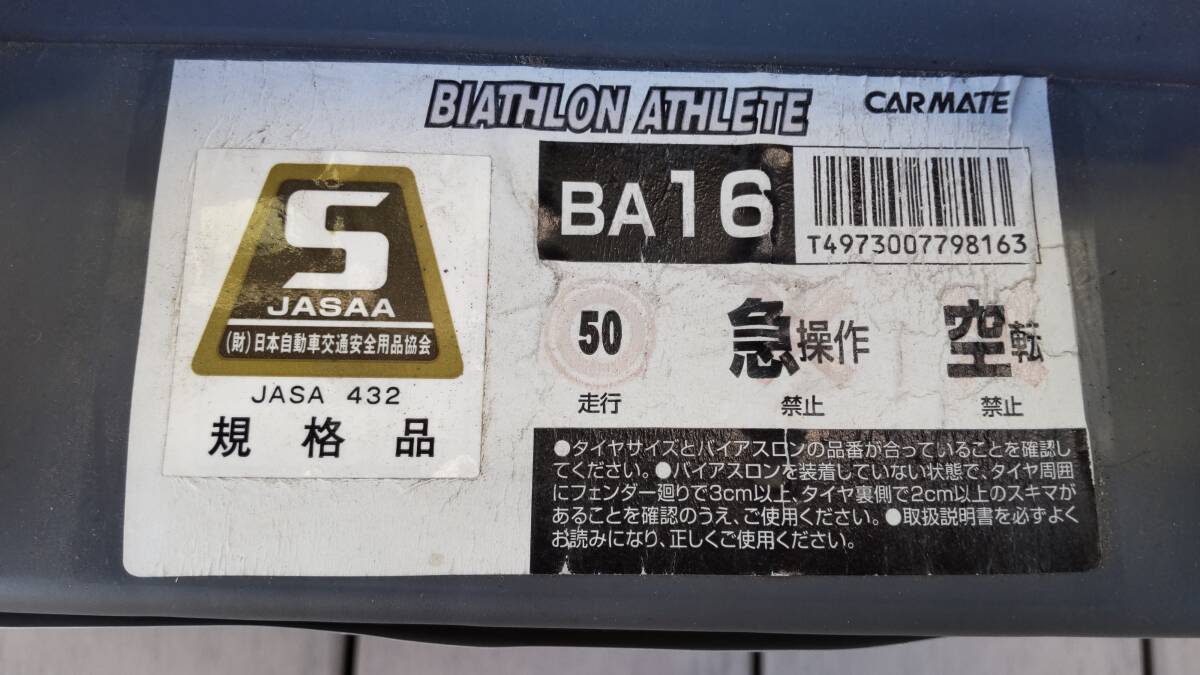 BIATHLON ATHLETE
CARMATE
S
JASAA
(財)日本自動車交通安全用品協会
JASA 432
規格品
BA16
T4973007798163
50
走行
急操作
禁止
空転
禁止
●タイヤサイズとバイアスロンの品番が合っていることを確認し
てください。●バイアスロンを装着していない状態で、タイヤ周囲
にフェンダー廻りで3cm以上、タイヤ裏側で2cm以上のスキマが
あることを確認のうえ、ご使用ください。●取扱説明書を必ずよく
お読みになり、正しくご使用ください。